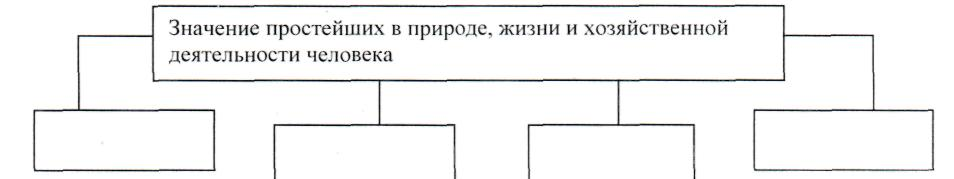 Значение простейших в природе, жизни и хозяйственной
деятельности человека